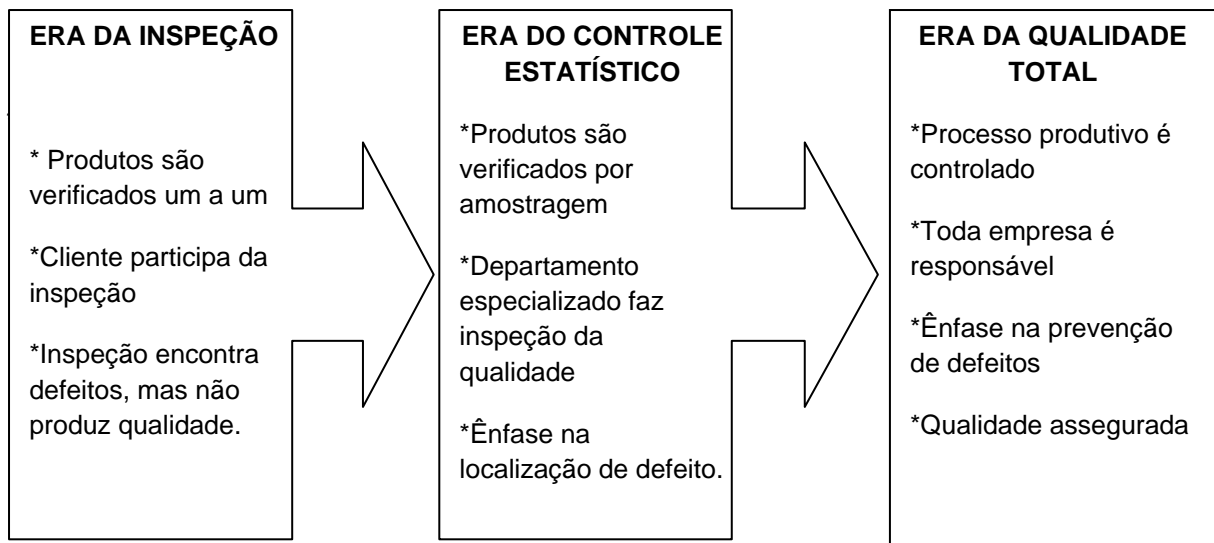 ERA DA INSPEÇÃO
* Produtos são
verificados um a um
*Cliente participa da
inspeção
*Inspeção encontra
defeitos, mas não
produz qualidade.
ERA DO CONTROLE
ESTATÍSTICO
*Produtos são
verificados por
amostragem
*Departamento
especializado faz
inspeção da
qualidade
*Ênfase na
localização de defeito.
ERA DA QUALIDADE
TOTAL
*Processo produtivo é
controlado
*Toda empresa é
responsável
*Ênfase na prevenção
de defeitos
*Qualidade assegurada